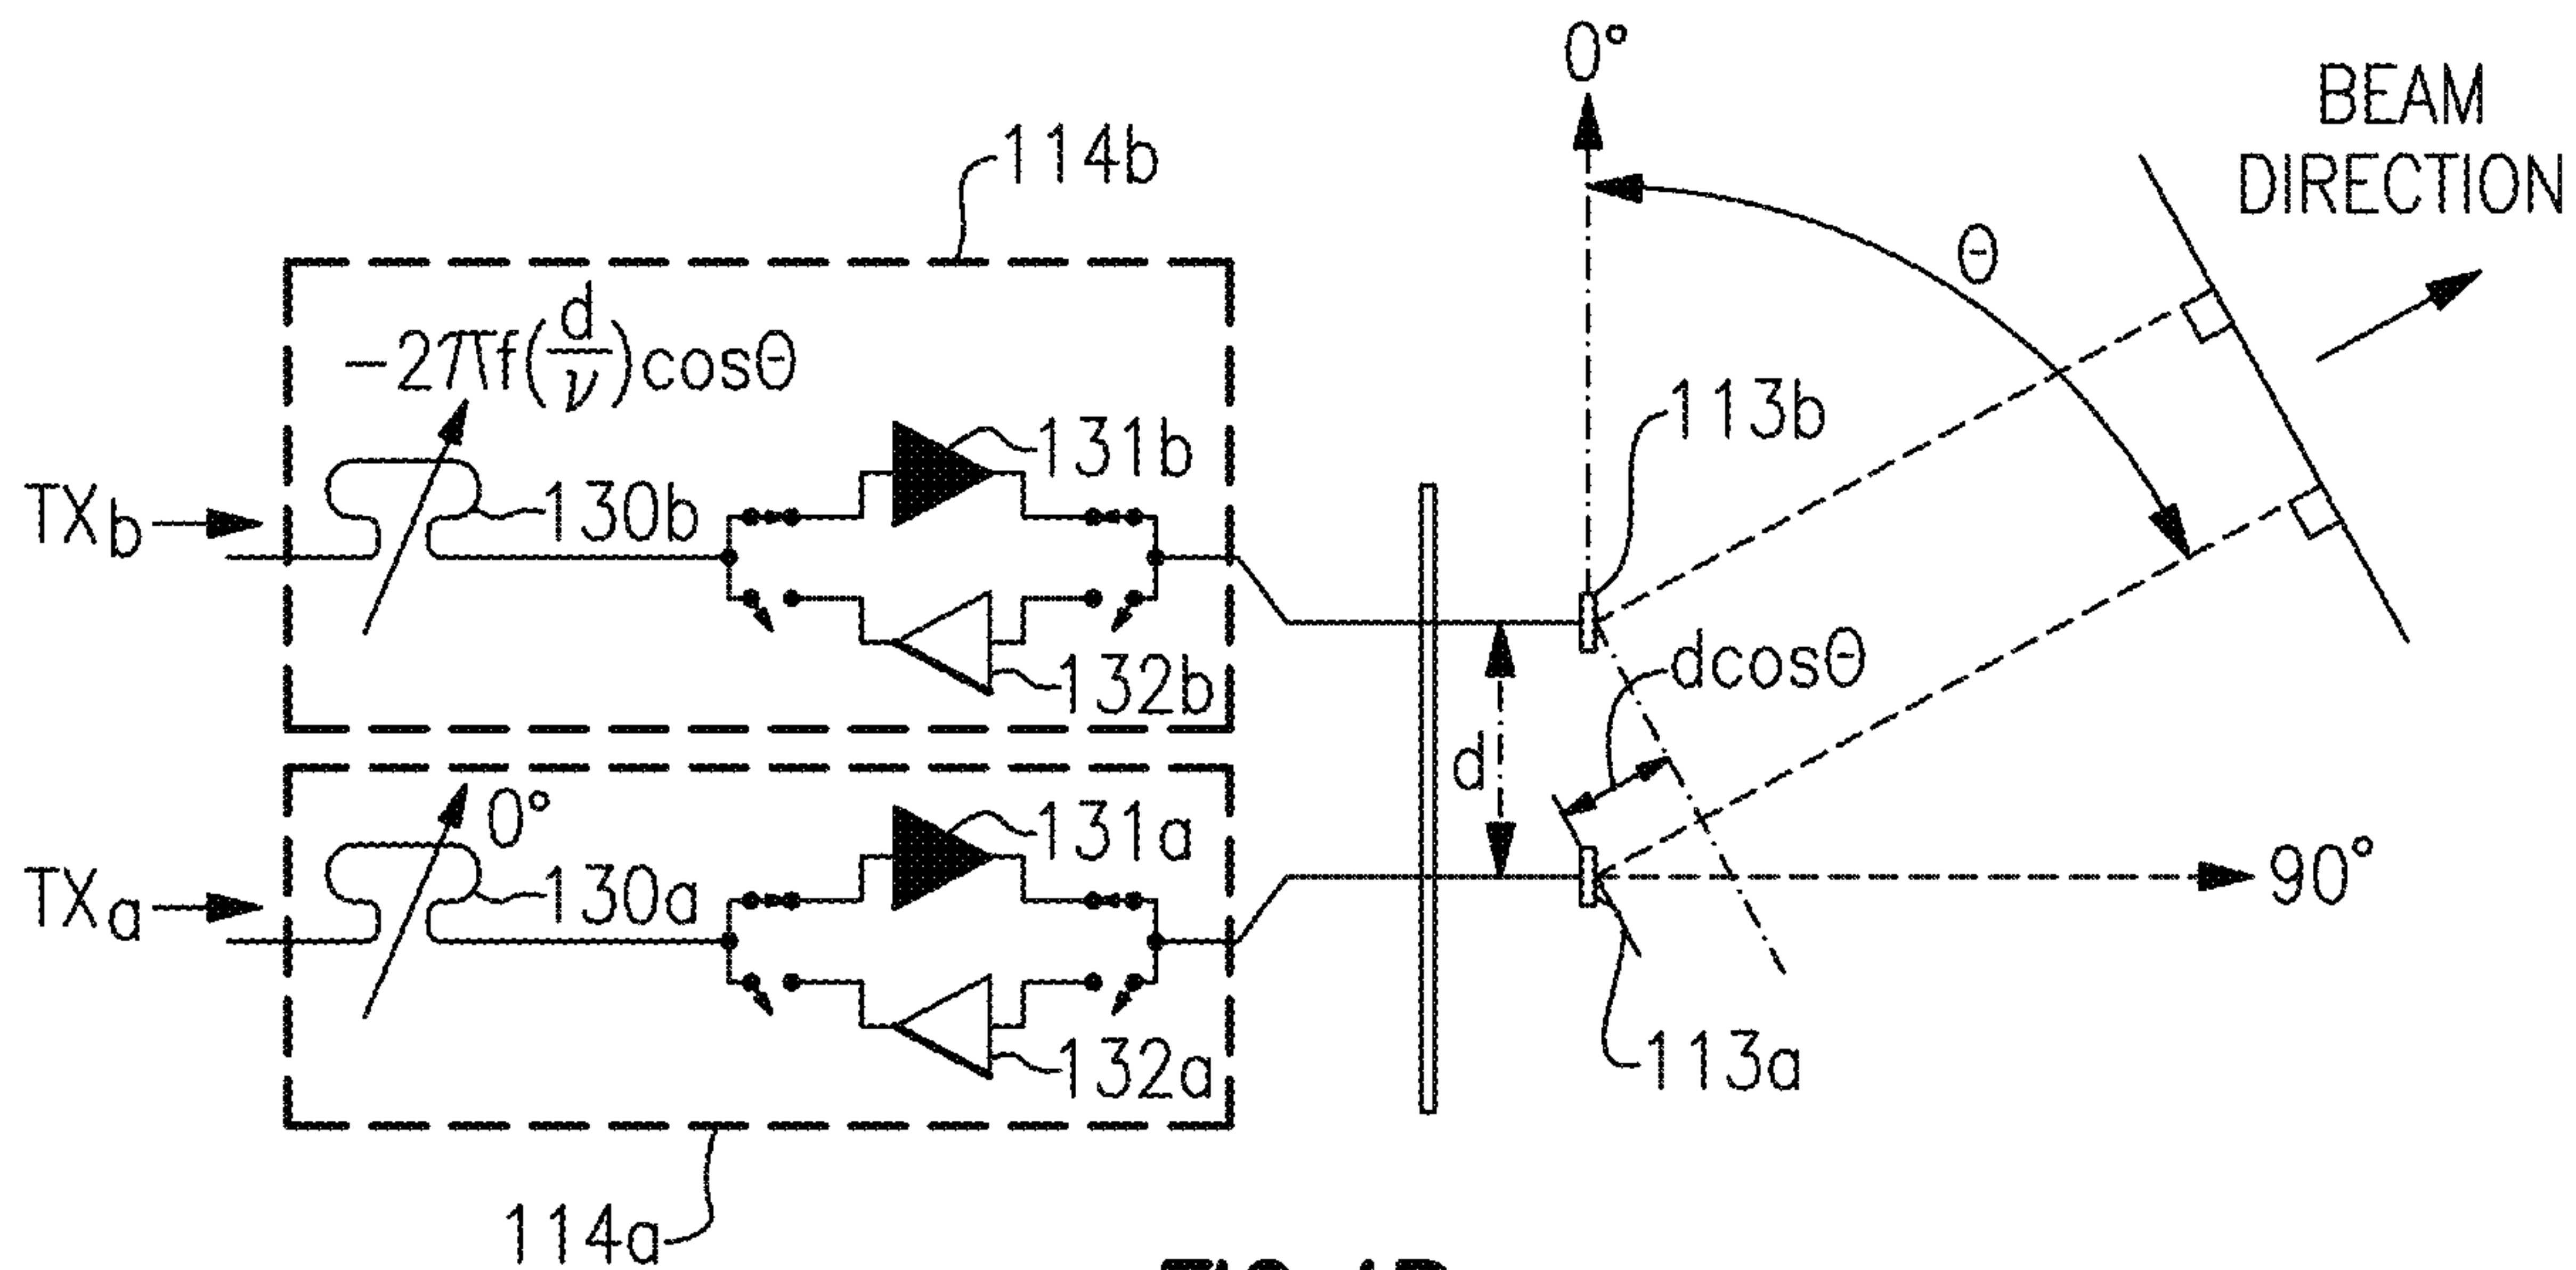 0°
BEAM
DIRECTION
114b
θ
-2πf(d/ν)cosθ
113b
131b
TXb
130b
132b
dcosθ
d
0°
131a
TXa
130a
90°
132a
113a
114a